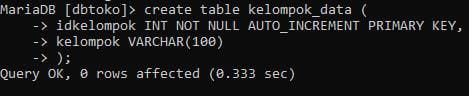 MariaDB [dbtoko]> create table kelompok_data (
    -> idkelompok INT NOT NULL AUTO_INCREMENT PRIMARY KEY,
    -> kelompok VARCHAR(100)
    -> );
Query OK, 0 rows affected (0.333 sec)